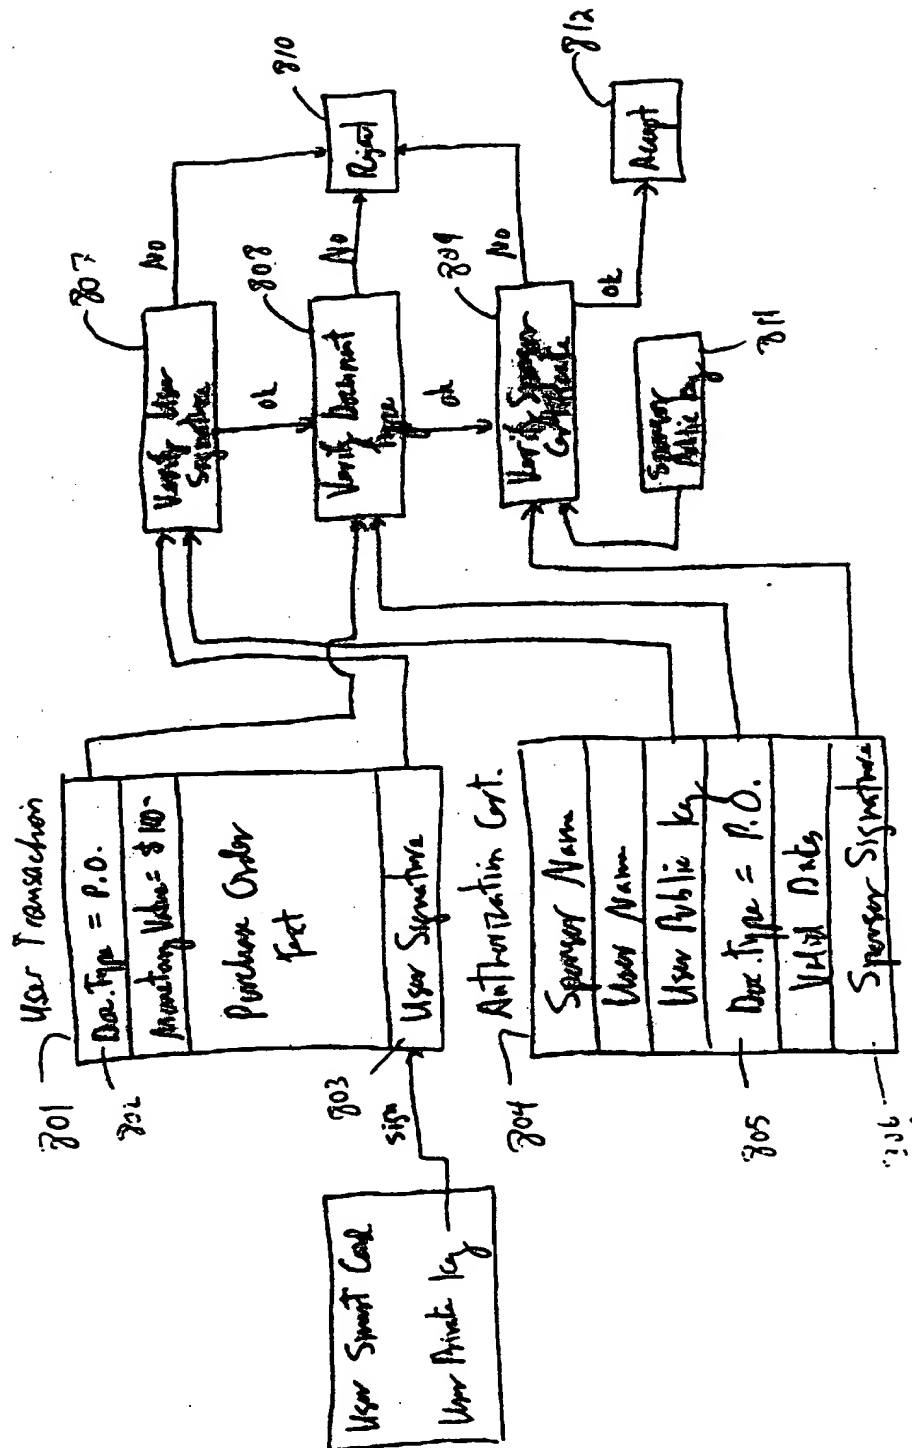 User Smart Card
User Private Key
sign
801
User Transaction
802
Doc. Type = P.O.
Monetary Value = $100-
Purchase Order
Text
803
User Signature
804
Authorization Cert.
Sponsor Name
User Name
User Public Key
805
Doc. Type = P.O.
Valid Dates
Sponsor Signature
807
Verify User
Signature
No
ok
808
Verify Document
Type
No
ok
809
Verify Sponsor
Certificate
No
ok
811
Sponsor
Public Key
810
Reject
812
Accept